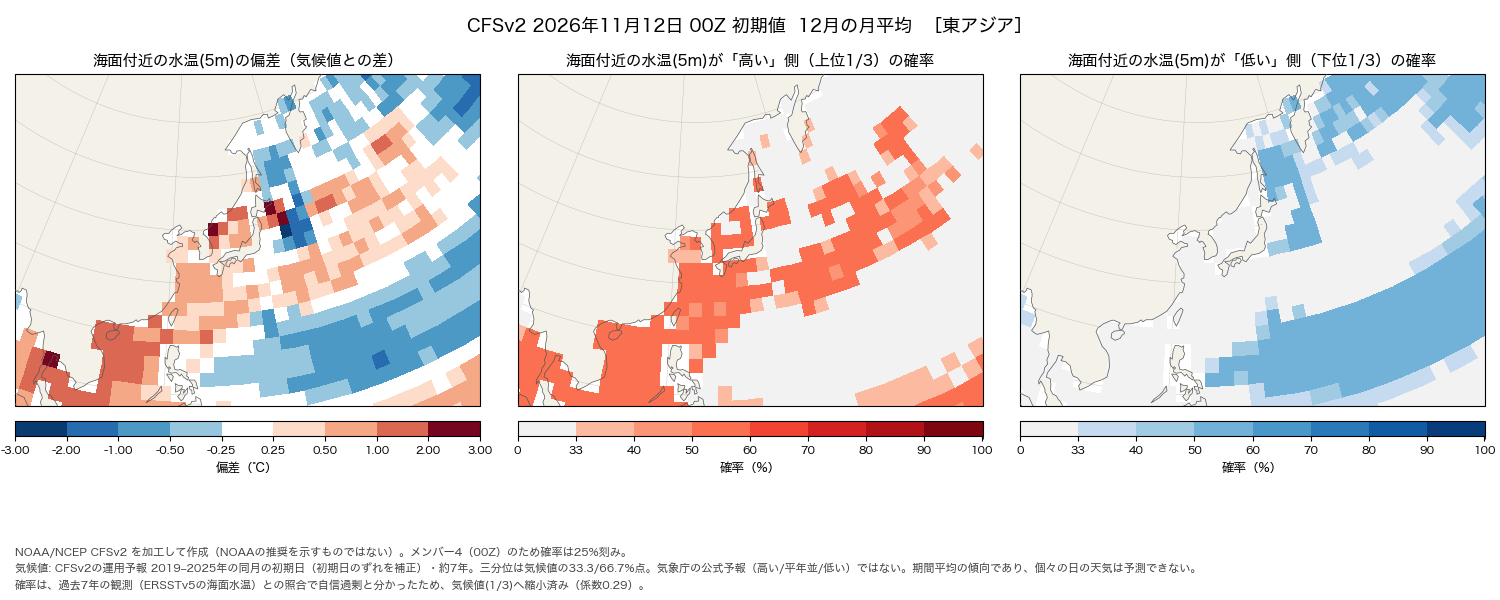 CFSv2 2026年11月12日 00Z 初期値 12月の月平均 ［東アジア］
海面付近の水温(5m)の偏差（気候値との差）
海面付近の水温(5m)が「高い」側（上位1/3）の確率
海面付近の水温(5m)が「低い」側（下位1/3）の確率
-3.00 -2.00 -1.00 -0.50 -0.25 0.25 0.50 1.00 2.00 3.00
偏差（℃）
0 33 40 50 60 70 80 90 100
確率（%）
0 33 40 50 60 70 80 90 100
確率（%）
NOAA/NCEP CFSv2 を加工して作成（NOAAの推奨を示すものではない）。メンバー4（00Z）のため確率は25%刻み。
気候値: CFSv2の運用予報 2019–2025年の同月の初期日（初期日のずれを補正）・約7年。三分位は気候値の33.3/66.7%点。気象庁の公式予報（高い/平年並/低い）ではない。期間平均の傾向であり、個々の日の天気は予測できない。
確率は、過去7年の観測（ERSSTv5の海面水温）との照合で自信過剰と分かったため、気候値(1/3)へ縮小済み（係数0.29）。